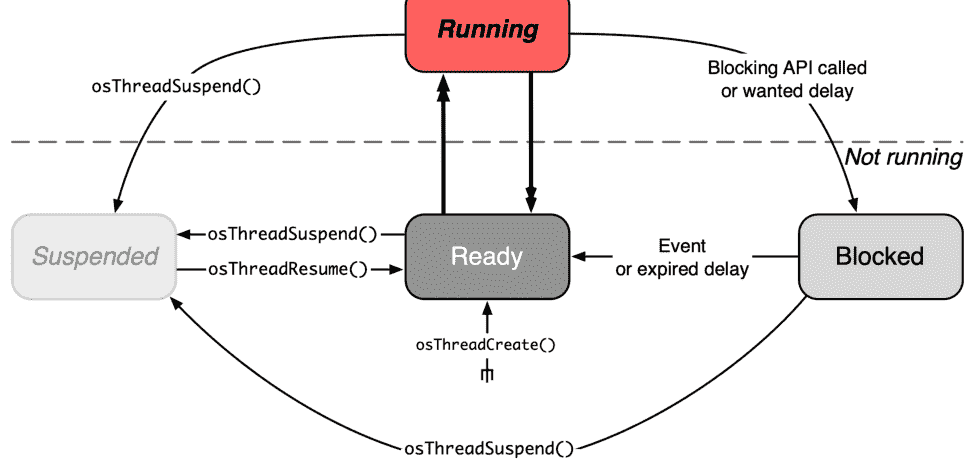 Running
osThreadSuspend()
Blocking API called
or wanted delay
Not running
Suspended
osThreadSuspend()
osThreadResume()
Ready
Event
or expired delay
Blocked
osThreadCreate()
osThreadSuspend()